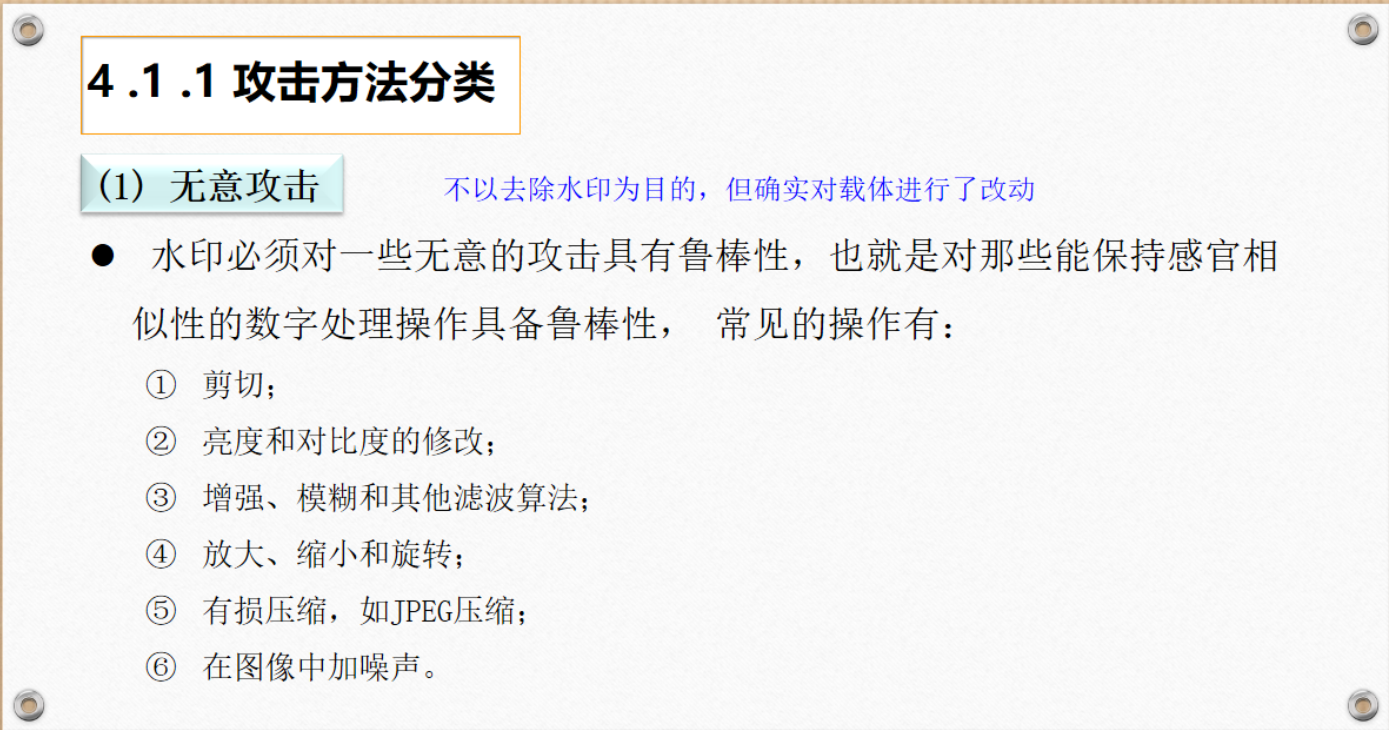 4 .1 .1 攻击方法分类
(1) 无意攻击
不以去除水印为目的，但确实对载体进行了改动
● 水印必须对一些无意的攻击具有鲁棒性，也就是对那些能保持感官相
似性的数字处理操作具备鲁棒性， 常见的操作有：
① 剪切；
② 亮度和对比度的修改；
③ 增强、模糊和其他滤波算法；
④ 放大、缩小和旋转；
⑤ 有损压缩，如JPEG压缩；
⑥ 在图像中加噪声。